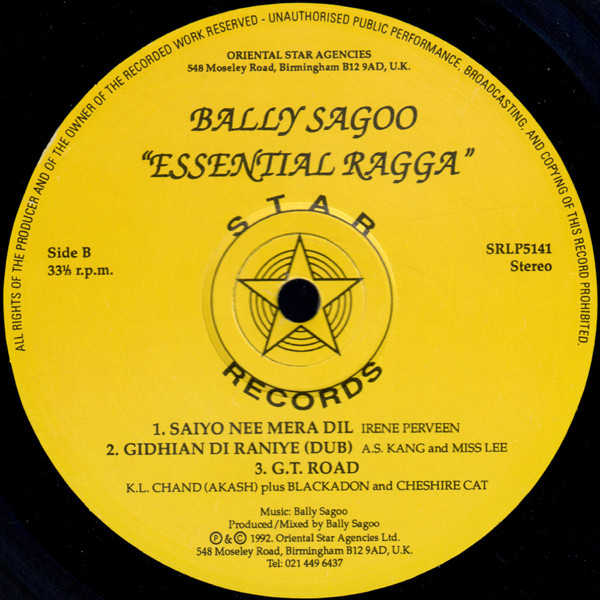 ALL RIGHTS OF THE PRODUCER AND OF THE OWNER OF THE RECORDED WORK RESERVED - UNAUTHORISED PUBLIC PERFORMANCE, BROADCASTING, AND COPYING OF THIS RECORD PROHIBITED.
ORIENTAL STAR AGENCIES
548 Moseley Road, Birmingham B12 9AD, U.K.
BALLY SAGOO
"ESSENTIAL RAGGA"
STAR
Side B
33⅓ r.p.m.
SRLP5141
Stereo
RECORDS
1. SAIYO NEE MERA DIL IRENE PERVEEN
2. GIDHIAN DI RANIYE (DUB) A.S. KANG and MISS LEE
3. G.T. ROAD
K.L. CHAND (AKASH) plus BLACKADON and CHESHIRE CAT
Music: Bally Sagoo
Produced/Mixed by Bally Sagoo
℗ & © 1992. Oriental Star Agencies Ltd.
548 Moseley Road, Birmingham B12 9AD, U.K.
Tel: 021 449 6437